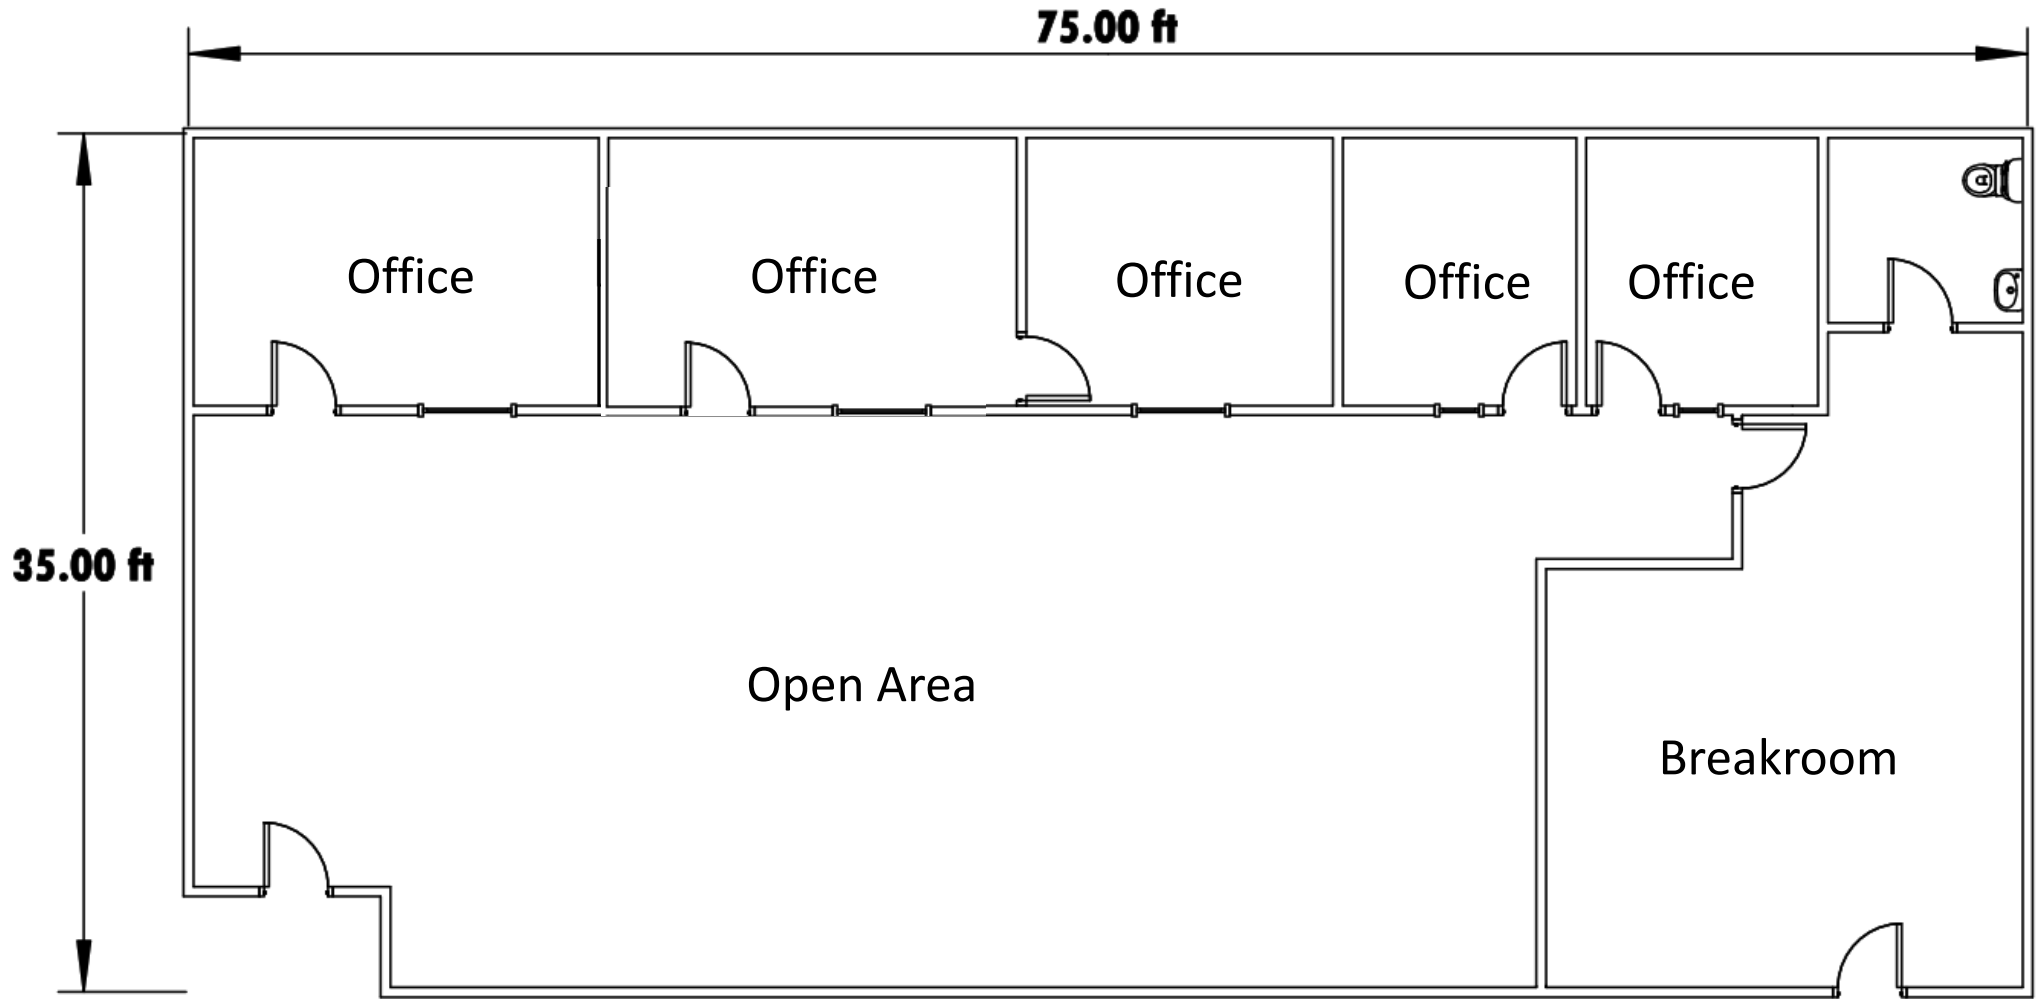 75.00 ft
Office
Office
Office
Office
Office
35.00 ft
Open Area
Breakroom